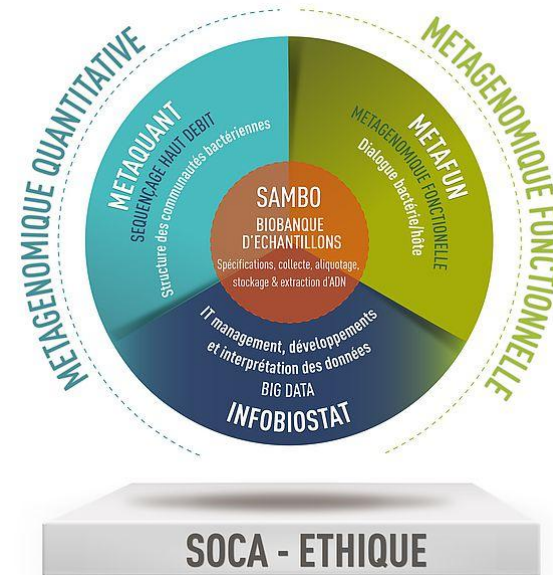 METAGENOMIQUE QUANTITATIVE
METAGENOMIQUE FONCTIONNELLE
METAQUANT
SEQUENÇAGE HAUT DEBIT
Structure des communautés bactériennes
METAFUN
METAGENOMIQUE FONCTIONELLE
Dialogue bactérie/hôte
SAMBO
BIOBANQUE
D'ECHANTILLONS
Spécifications, collecte, aliquotage,
stockage & extraction d'ADN
IT management, développements
et interprétation des données
BIG DATA
INFOBIOSTAT
SOCA - ETHIQUE